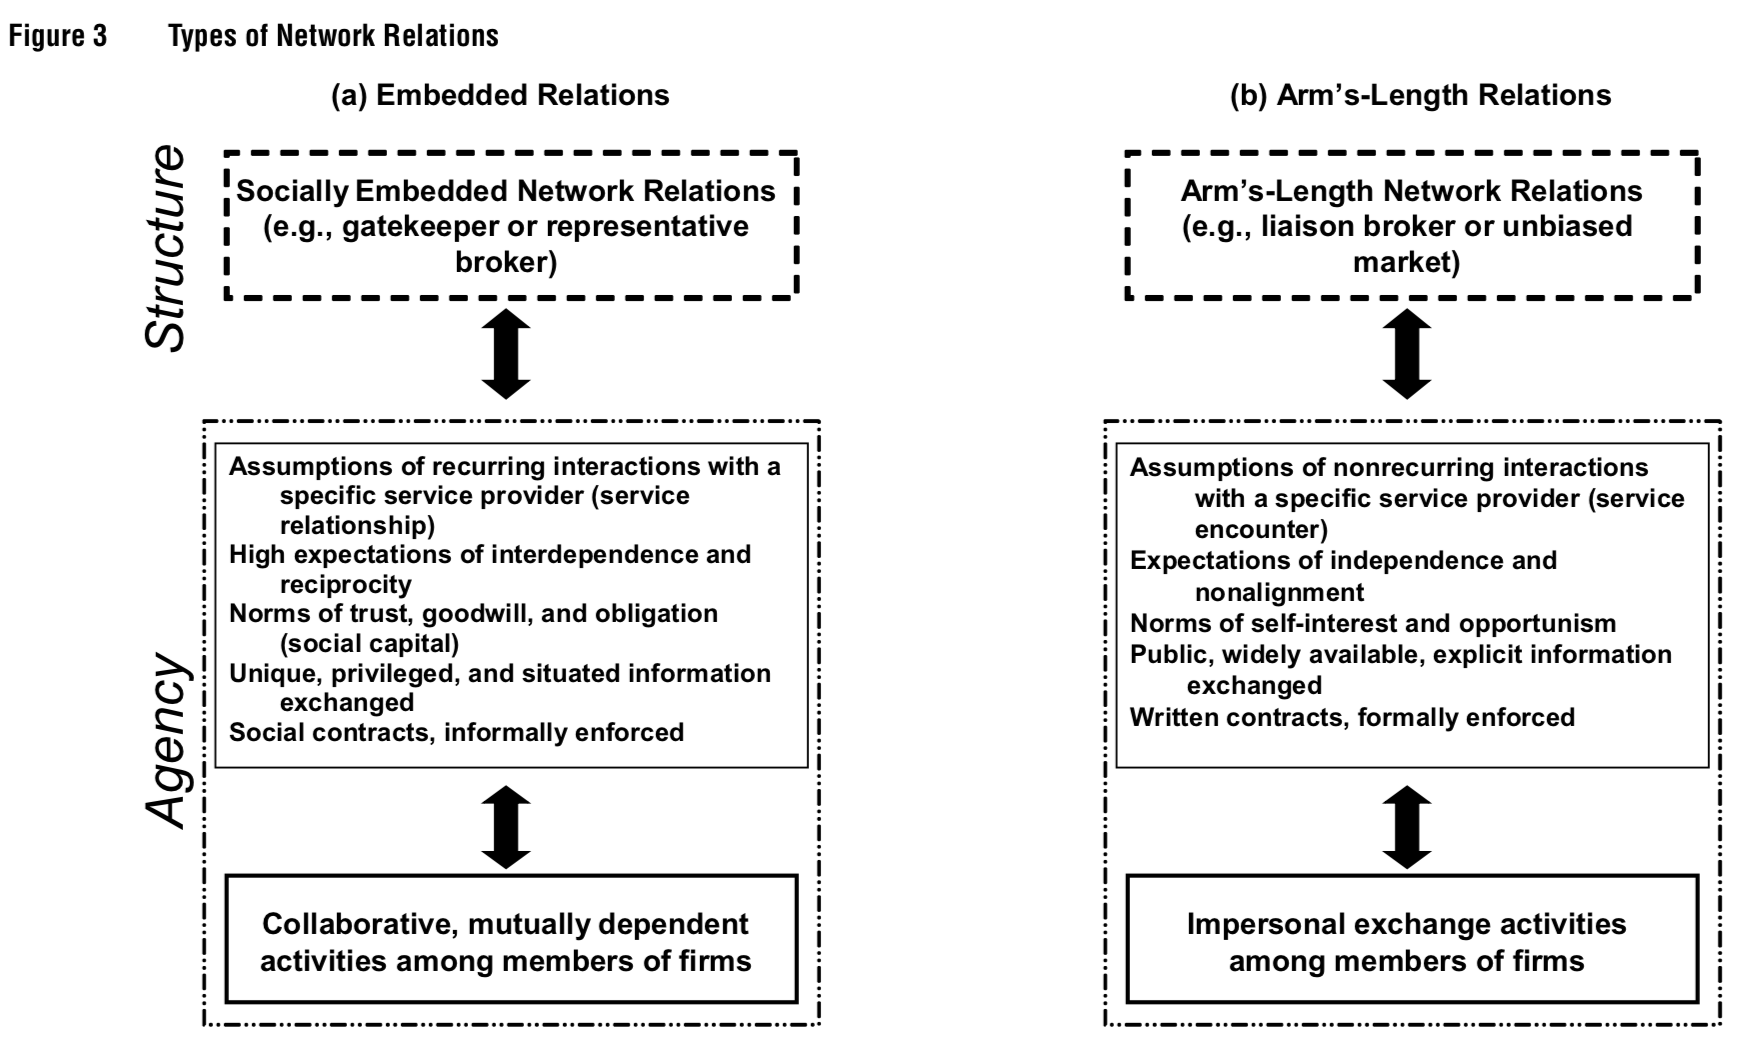 Figure 3 Types of Network Relations
(a) Embedded Relations
(b) Arm's-Length Relations
Structure
Socially Embedded Network Relations
(e.g., gatekeeper or representative
broker)
Arm's-Length Network Relations
(e.g., liaison broker or unbiased
market)
Agency
Assumptions of recurring interactions with a
specific service provider (service
relationship)
High expectations of interdependence and
reciprocity
Norms of trust, goodwill, and obligation
(social capital)
Unique, privileged, and situated information
exchanged
Social contracts, informally enforced
Collaborative, mutually dependent
activities among members of firms
Assumptions of nonrecurring interactions
with a specific service provider (service
encounter)
Expectations of independence and
nonalignment
Norms of self-interest and opportunism
Public, widely available, explicit information
exchanged
Written contracts, formally enforced
Impersonal exchange activities
among members of firms